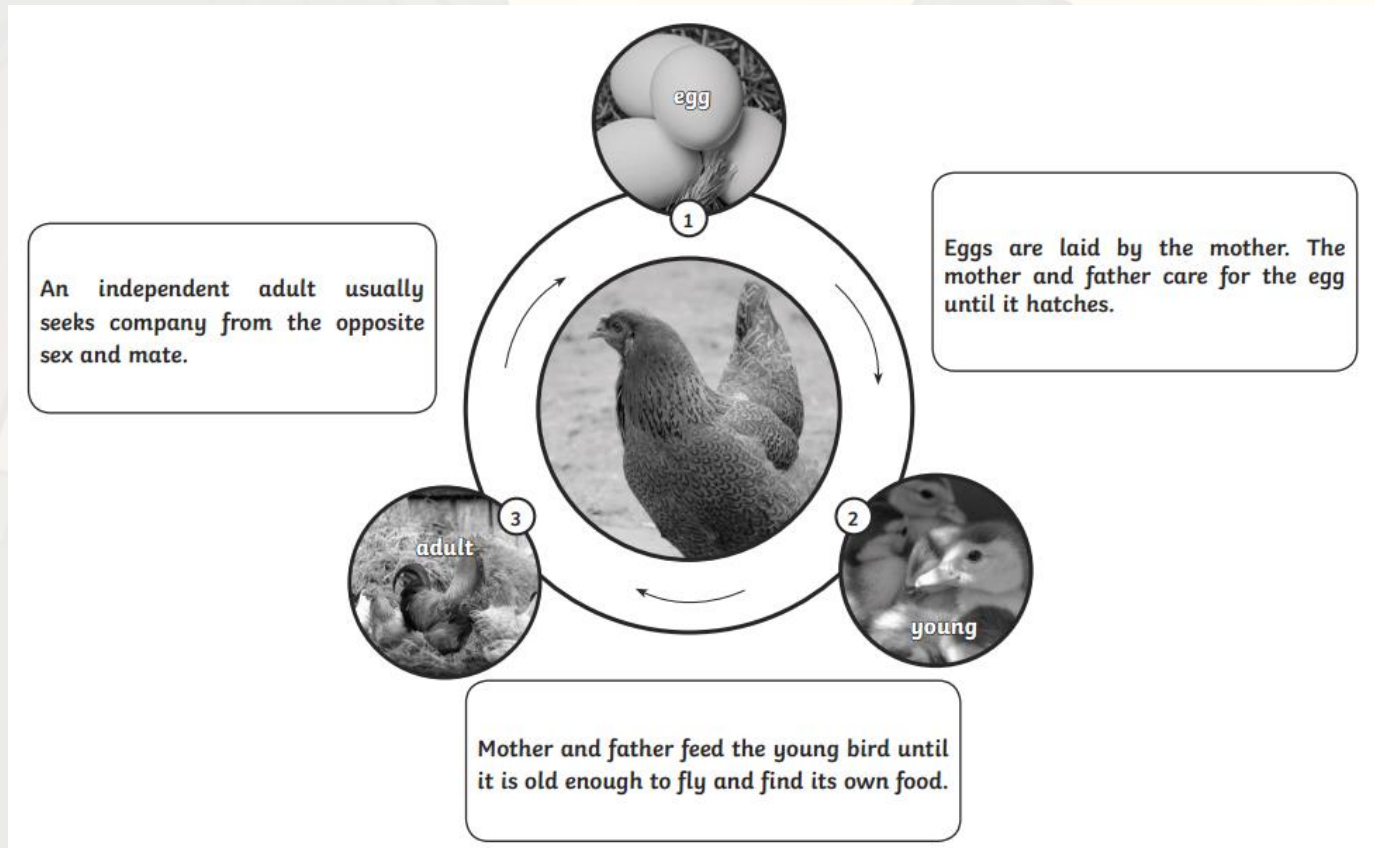 egg
1
Eggs are laid by the mother. The
mother and father care for the egg
until it hatches.
An independent adult usually
seeks company from the opposite
sex and mate.
3
2
adult
young
Mother and father feed the young bird until
it is old enough to fly and find its own food.